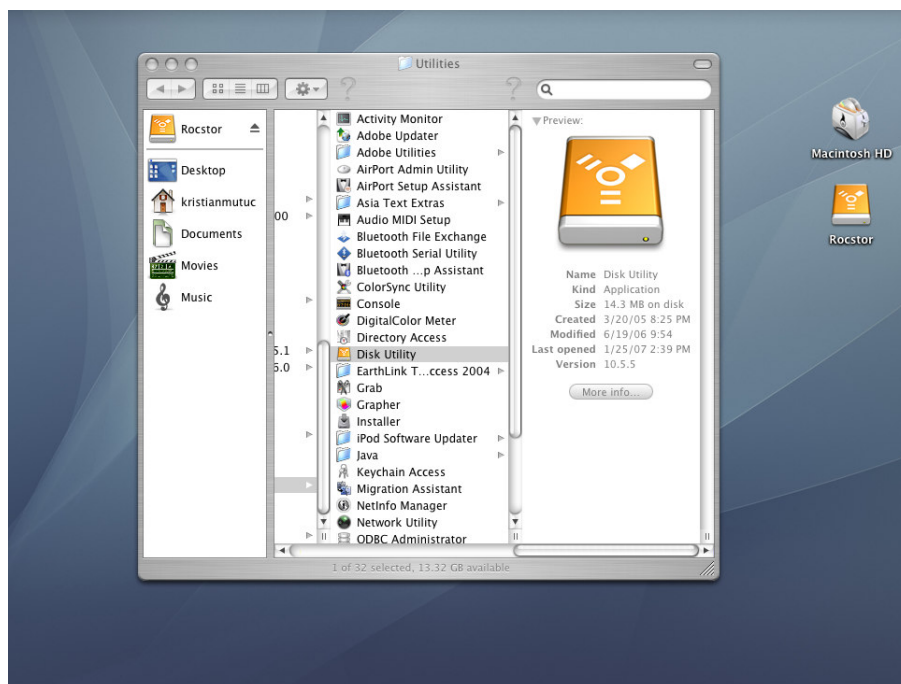 Utilities
Rocstor
Desktop
kristianmutuc
Documents
Movies
Music
00
5.1
6.0
Activity Monitor
Adobe Updater
Adobe Utilities
AirPort Admin Utility
AirPort Setup Assistant
Asia Text Extras
Audio MIDI Setup
Bluetooth File Exchange
Bluetooth Serial Utility
Bluetooth ...p Assistant
ColorSync Utility
Console
DigitalColor Meter
Directory Access
Disk Utility
EarthLink T...ccess 2004
Grab
Grapher
Installer
iPod Software Updater
Java
Keychain Access
Migration Assistant
NetInfo Manager
Network Utility
ODBC Administrator
Preview:
Name Disk Utility
Kind Application
Size 14.3 MB on disk
Created 3/20/05 8:25 PM
Modified 6/19/06 9:54
Last opened 1/25/07 2:39 PM
Version 10.5.5
More info...
1 of 32 selected, 13.32 GB available
Macintosh HD
Rocstor